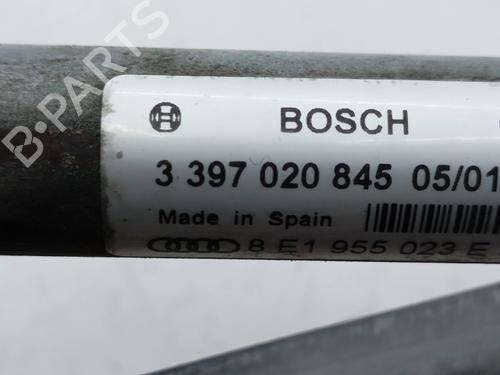 B-PARTS
BOSCH
3 397 020 845 05/01
Made in Spain
8 E1 955 023 E